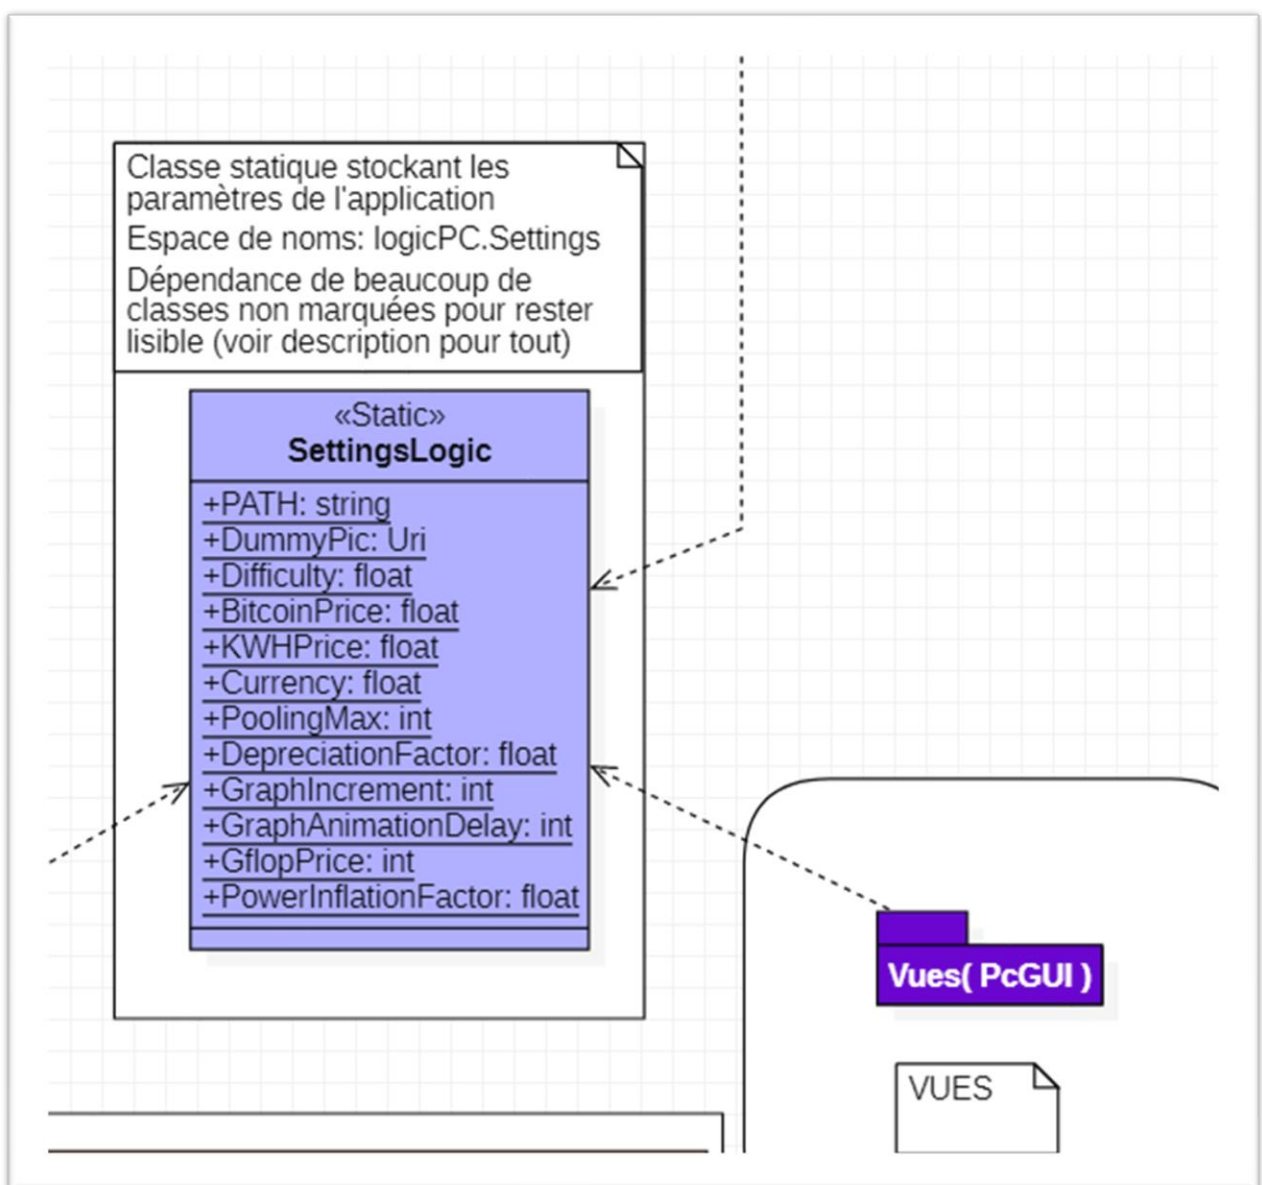 Classe statique stockant les
paramètres de l'application
Espace de noms: logicPC.Settings
Dépendance de beaucoup de
classes non marquées pour rester
lisible (voir description pour tout)
«Static»
SettingsLogic
+PATH: string
+DummyPic: Uri
+Difficulty: float
+BitcoinPrice: float
+KWHPrice: float
+Currency: float
+PoolingMax: int
+DepreciationFactor: float
+GraphIncrement: int
+GraphAnimationDelay: int
+GflopPrice: int
+PowerInflationFactor: float
Vues( PcGUI )
VUES